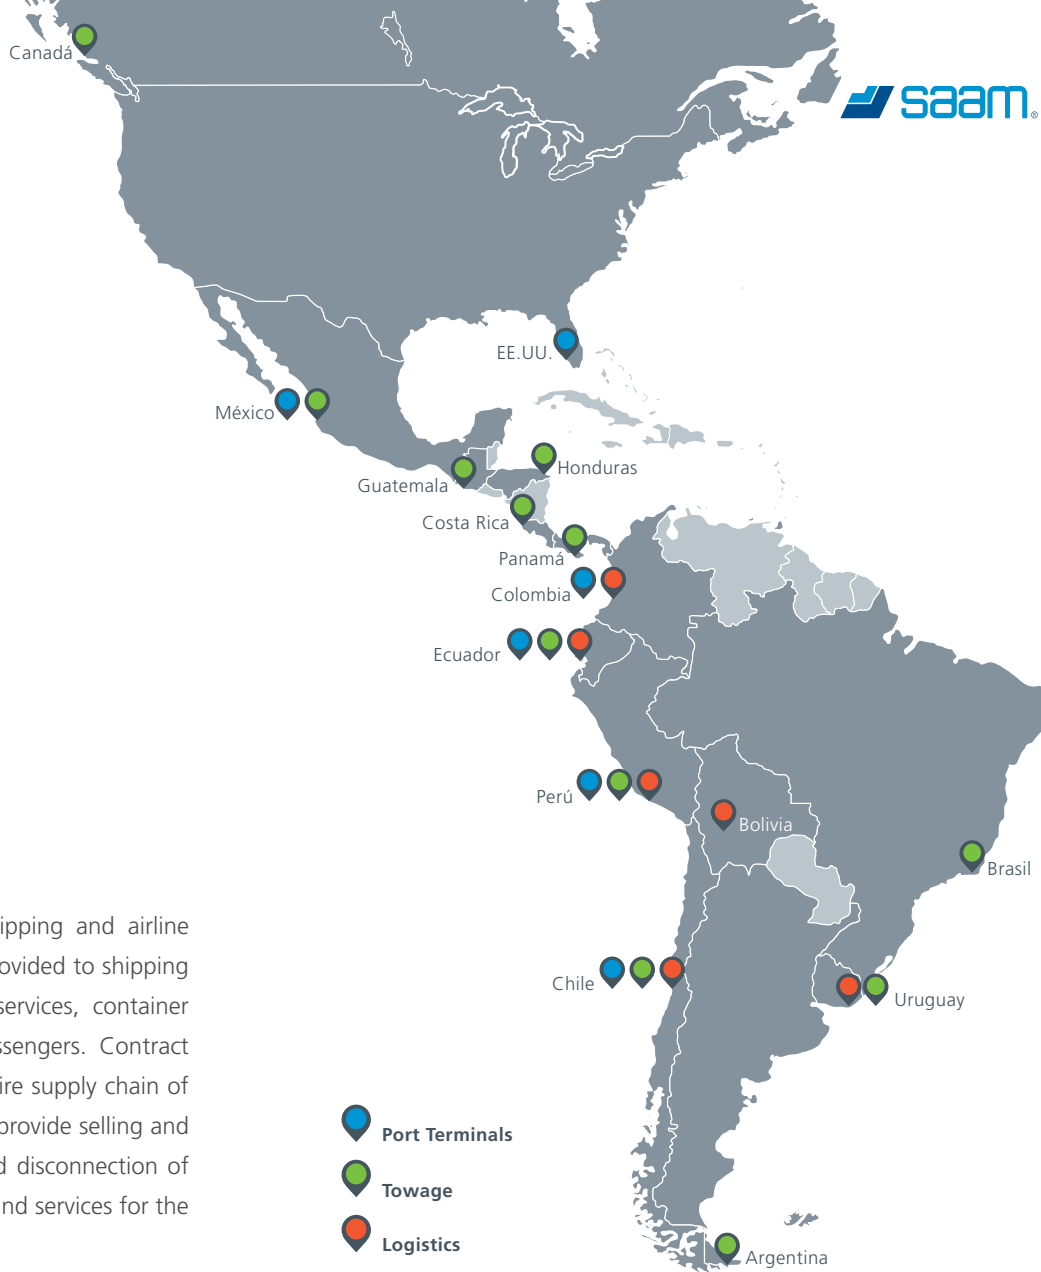 Canadá
saam®
EE.UU.
México
Honduras
Guatemala
Costa Rica
Panamá
Colombia
Ecuador
Perú
Bolivia
Brasil
Chile
Uruguay
ipping and airline
ovided to shipping
services, container
ssengers. Contract
ire supply chain of
provide selling and
d disconnection of
nd services for the
Port Terminals
Towage
Logistics
Argentina